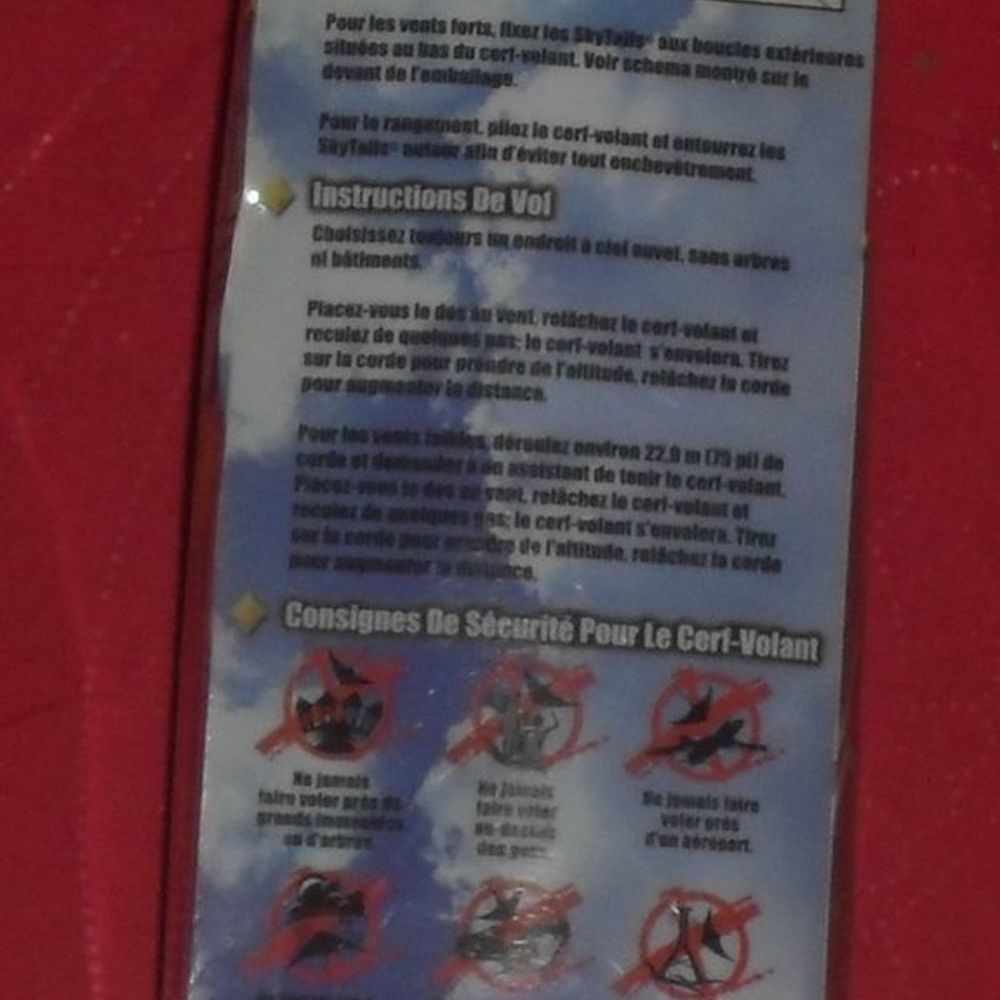 Pour les vents forts, fixez les SkyTails® aux boucles extérieures
situées au bas du cerf-volant. Voir schema montré sur le
devant de l'emballage.
Pour le rangement, pliez le cerf-volant et entourrez les
SkyTails® autour afin d'éviter tout enchevêtrement.
Instructions De Vol
Choisissez toujours un endroit à ciel ouvet, sans arbres
ni bâtiments.
Placez-vous le dos au vent, relâchez le cerf-volant et
reculez de quelques pas; le cerf-volant s'envolera. Tirez
sur la corde pour prendre de l'altitude, relâchez la corde
pour augmenter la distance.
Pour les vents faibles, déroulez environ 22.9 m (75 pi) de
corde et demander à un assistant de tenir le cerf-volant.
Placez-vous le dos au vent, relâchez le cerf-volant et
reculez de quelques pas; le cerf-volant s'envolera. Tirez
sur la corde pour prendre de l'altitude, relâchez la corde
pour augmenter la distance.
Consignes De Sécurité Pour Le Cerf-Volant
Ne jamais
faire voler près de
grands immeubles
ou d'arbres.
Ne jamais
faire voler
au-dessus
des gens.
Ne jamais faire
voler près
d'un aéroport.